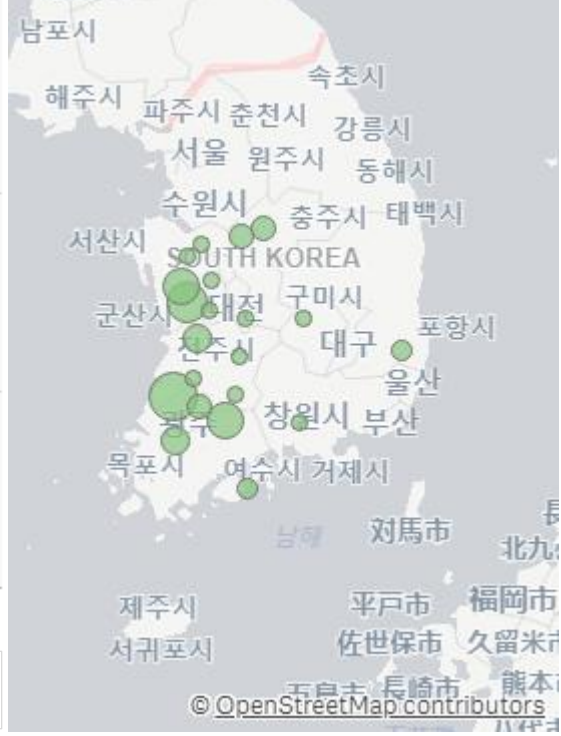 남포시
속초시
해주시
파주시 춘천시
강릉시
서울 원주시
동해시
수원시
충주시 태백시
서산시
SOUTH KOREA
대전 구미시
군산시
포항시
대구
전주시
울산
창원시 부산
광주
목포시
여수시 거제시
남해
対馬市
제주시
平戸市 福岡市
서귀포시
佐世保市 久留米市
五島市 長崎市
© OpenStreetMap contributors